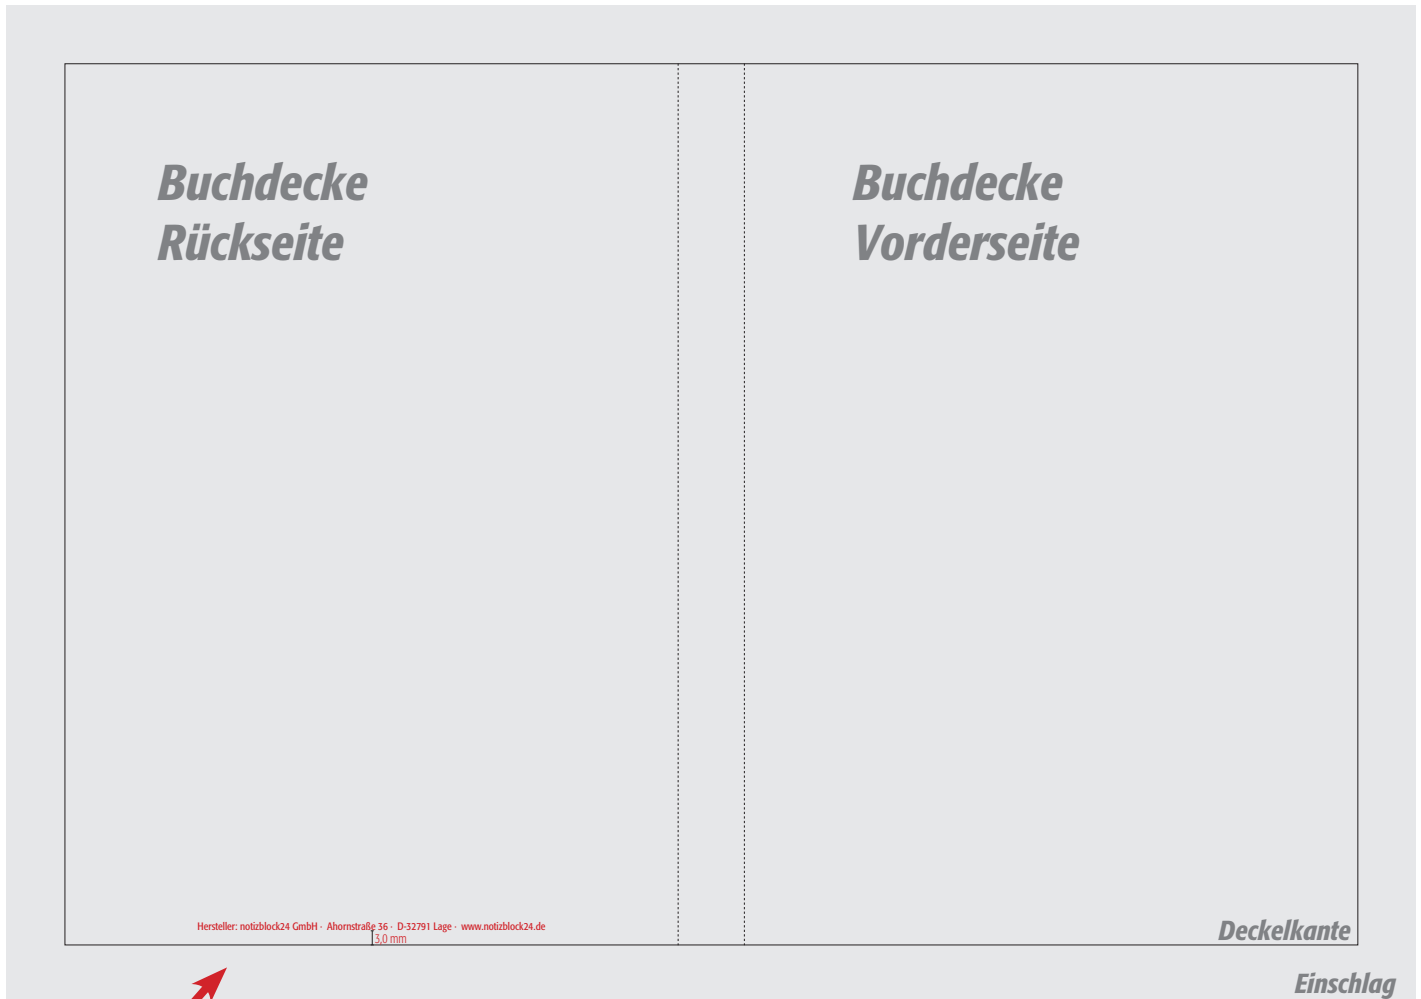 Buchdecke
Rückseite
Buchdecke
Vorderseite
Hersteller: notizblock24 GmbH · Ahornstraße 36 · D-32791 Lage · www.notizblock24.de
3,0 mm
Deckelkante
Einschlag